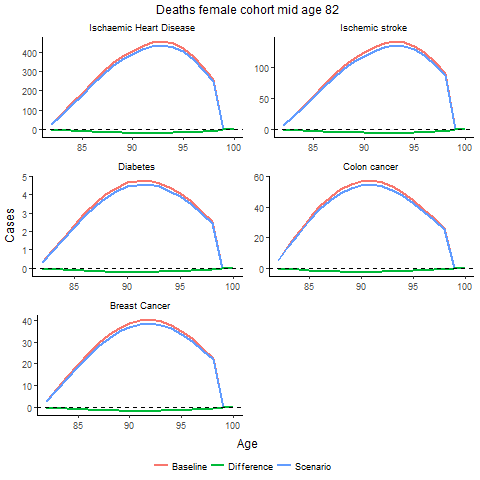 Deaths female cohort mid age 82
Ischaemic Heart Disease
Ischemic stroke
400
300
200
100
0
85 90 95 100
100
50
0
85 90 95 100
Diabetes
Colon cancer
5
4
3
2
1
0
85 90 95 100
60
40
20
0
85 90 95 100
Breast Cancer
40
30
20
10
0
85 90 95 100
Cases
Age
Baseline Difference Scenario